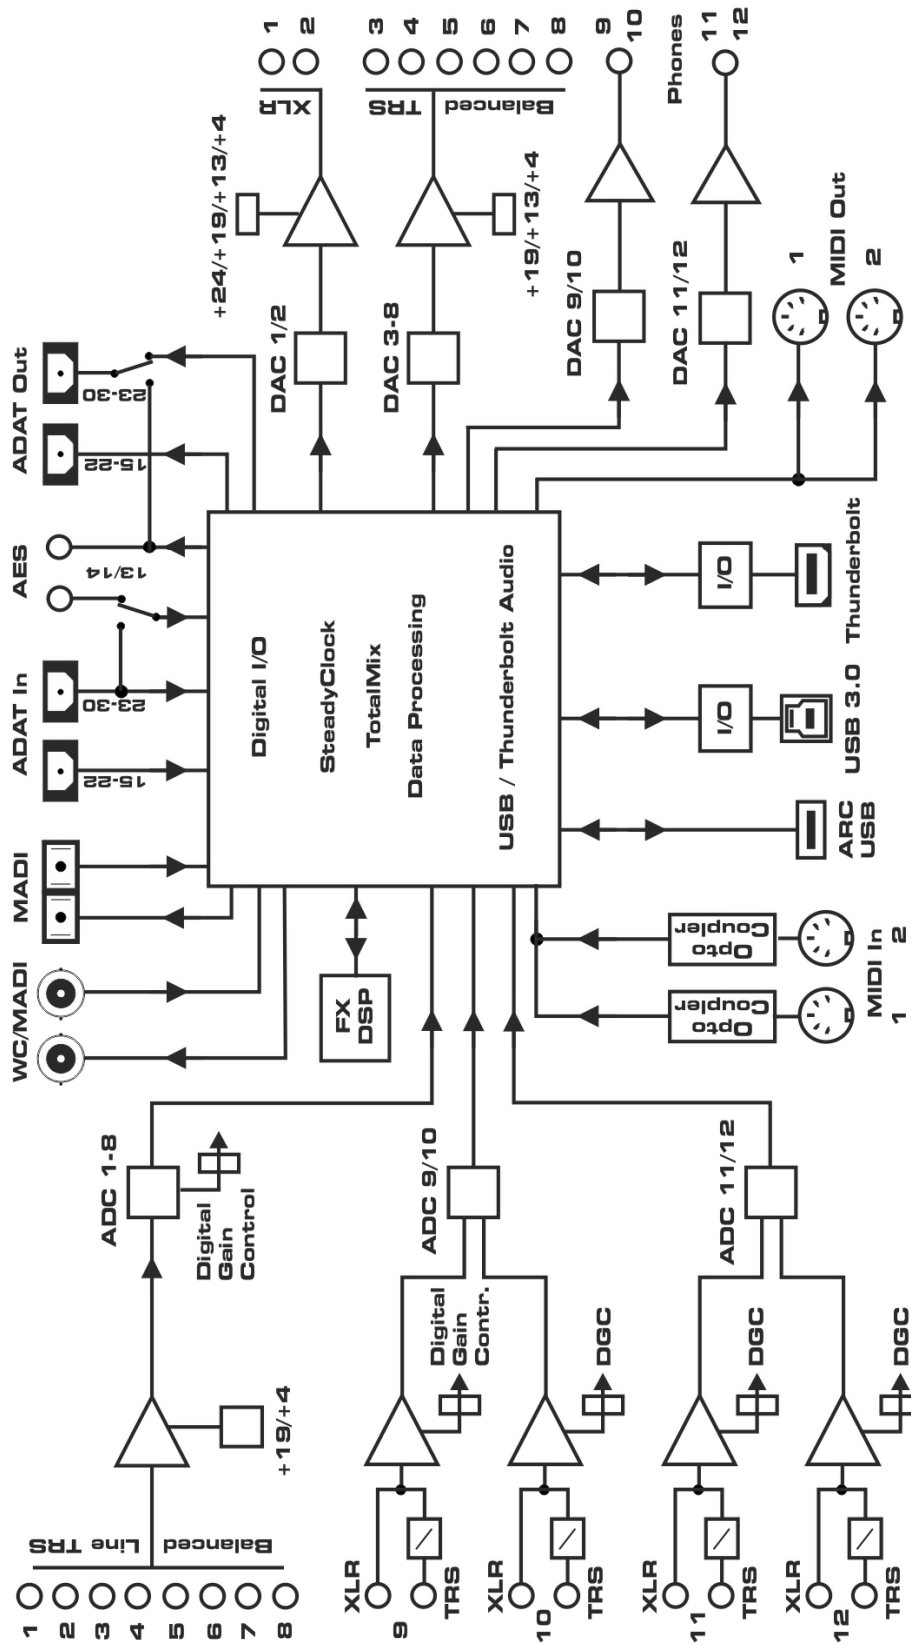 1
2
3
4
5
6
7
8
Balanced Line TRS
+19/+4
ADC 1-8
Digital
Gain
Control
XLR
9
TRS
Digital
Gain
Contr.
XLR
10
TRS
DGC
ADC 9/10
XLR
11
TRS
DGC
XLR
12
TRS
DGC
ADC 11/12
WC/MADI
MADI
ADAT In
15-22
23-30
AES
13/14
ADAT Out
15-22
23-30
FX
DSP
Digital I/O
SteadyClock
TotalMix
Data Processing
USB / Thunderbolt Audio
DAC 1/2
+24/+19/+13/+4
XLR
1
2
DAC 3-8
+19/+13/+4
Balanced TRS
3
4
5
6
7
8
DAC 9/10
9
10
Phones
DAC 11/12
11
12
Opto
Coupler
Opto
Coupler
MIDI In
1
2
ARC
USB
I/O
USB 3.0
I/O
Thunderbolt
1
MIDI Out
2